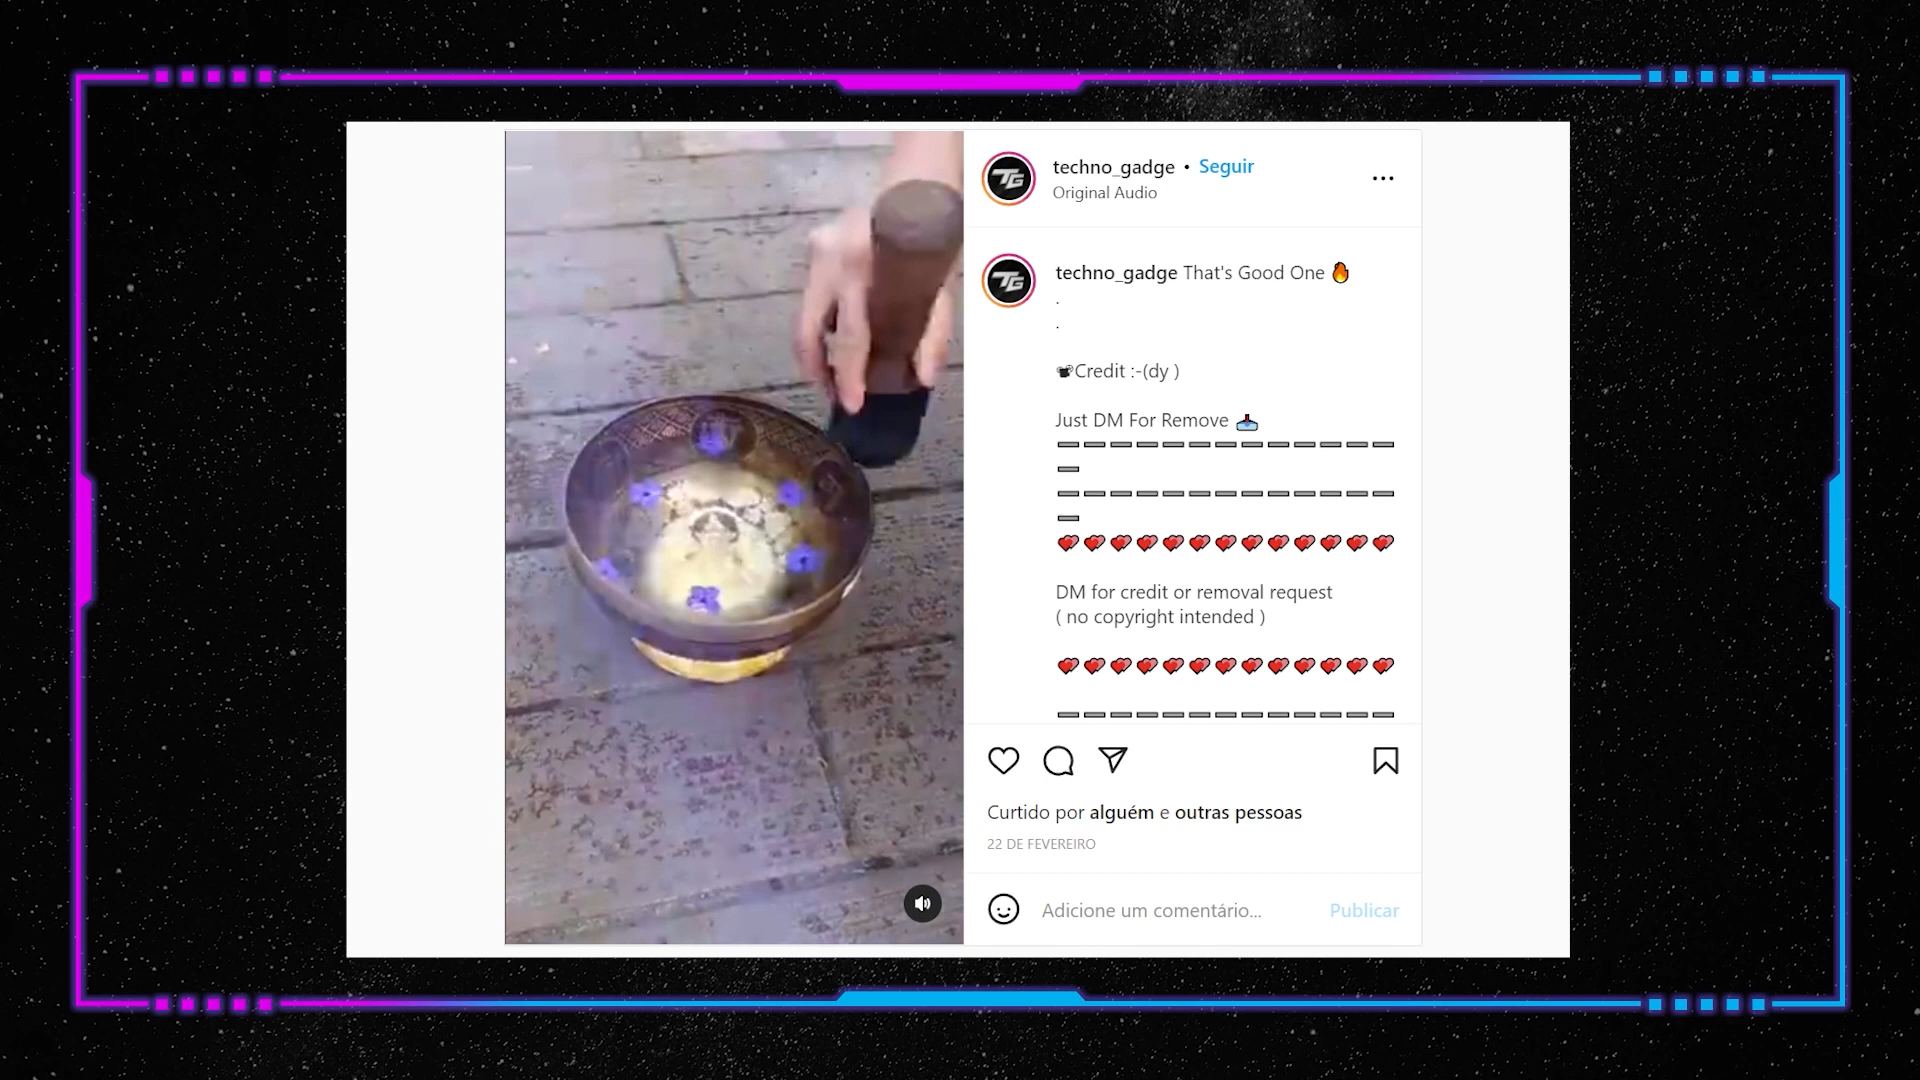 techno_gadge • Seguir
Original Audio
techno_gadge That's Good One 🔥
.
.
📽Credit :-(dy )
Just DM For Remove 📥
➖➖➖➖➖➖➖➖➖➖➖➖➖
➖
➖➖➖➖➖➖➖➖➖➖➖➖➖
➖
💕💕💕💕💕💕💕💕💕💕💕💕💕
DM for credit or removal request
( no copyright intended )
💕💕💕💕💕💕💕💕💕💕💕💕💕
➖➖➖➖➖➖➖➖➖➖➖➖➖
Curtido por alguém e outras pessoas
22 DE FEVEREIRO
Adicione um comentário... Publicar